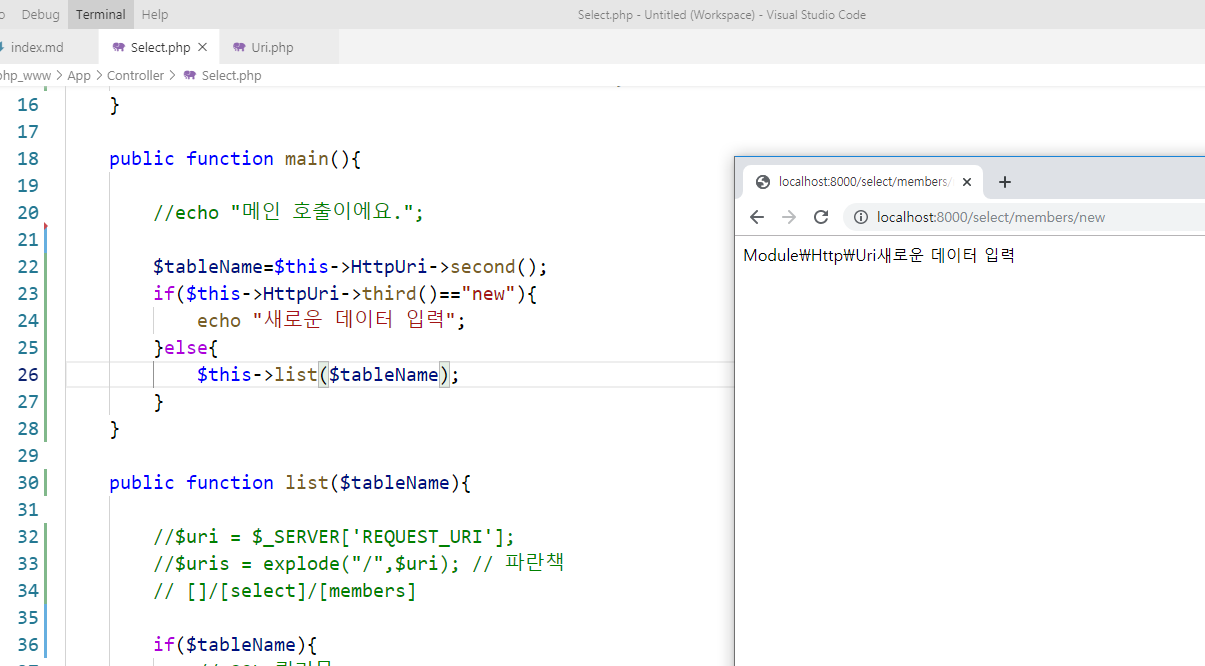 Debug Terminal Help Select.php - Untitled (Workspace) - Visual Studio Code
index.md Select.php Uri.php
php_www > App > Controller > Select.php
16 }
17
18 public function main(){
19
20 //echo "메인 호출이에요.";
21
22 $tableName=$this->HttpUri->second();
23 if($this->HttpUri->third()=="new"){
24 echo "새로운 데이터 입력";
25 }else{
26 $this->list($tableName);
27 }
28 }
29
30 public function list($tableName){
31
32 //$uri = $_SERVER['REQUEST_URI'];
33 //$uris = explode("/",$uri); // 파란책
34 // []/[select]/[members]
35
36 if($tableName){
localhost:8000/select/members/
localhost:8000/select/members/new
Module₩Http₩Uri새로운 데이터 입력